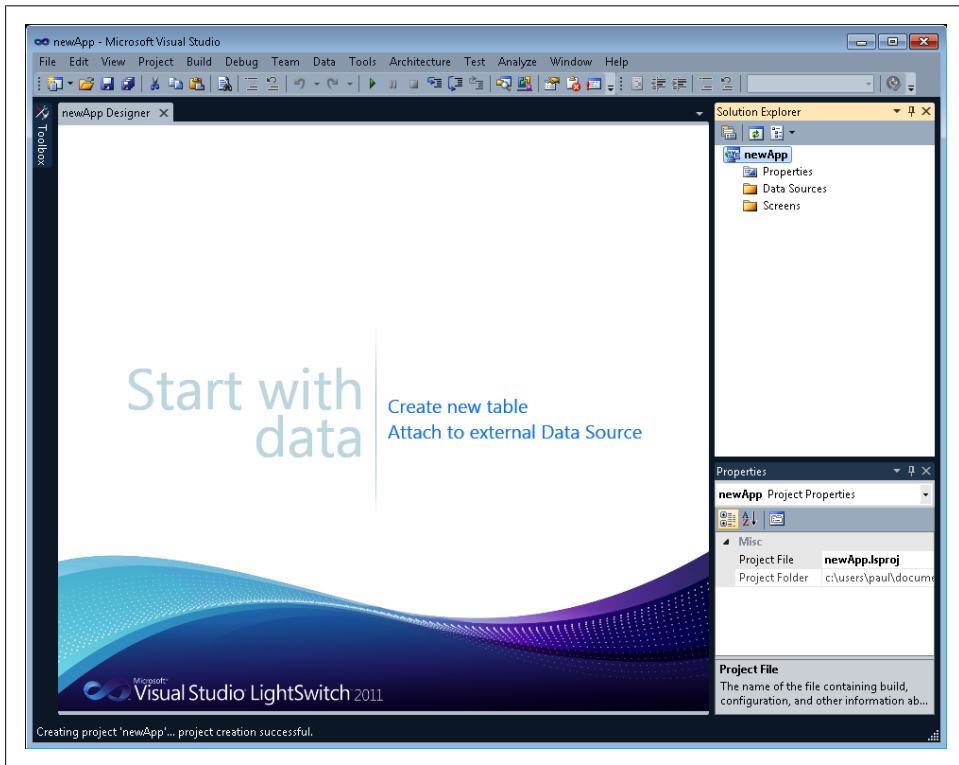 newApp - Microsoft Visual Studio
File Edit View Project Build Debug Team Data Tools Architecture Test Analyze Window Help
Toolbox
newApp Designer
Solution Explorer
newApp
Properties
Data Sources
Screens
Start with
data
Create new table
Attach to external Data Source
Properties
newApp Project Properties
Misc
Project File newApp.lsproj
Project Folder c:\users\paul\docume
Project File
The name of the file containing build,
configuration, and other information ab...
Microsoft®
Visual Studio® LightSwitch™ 2011
Creating project 'newApp'... project creation successful.